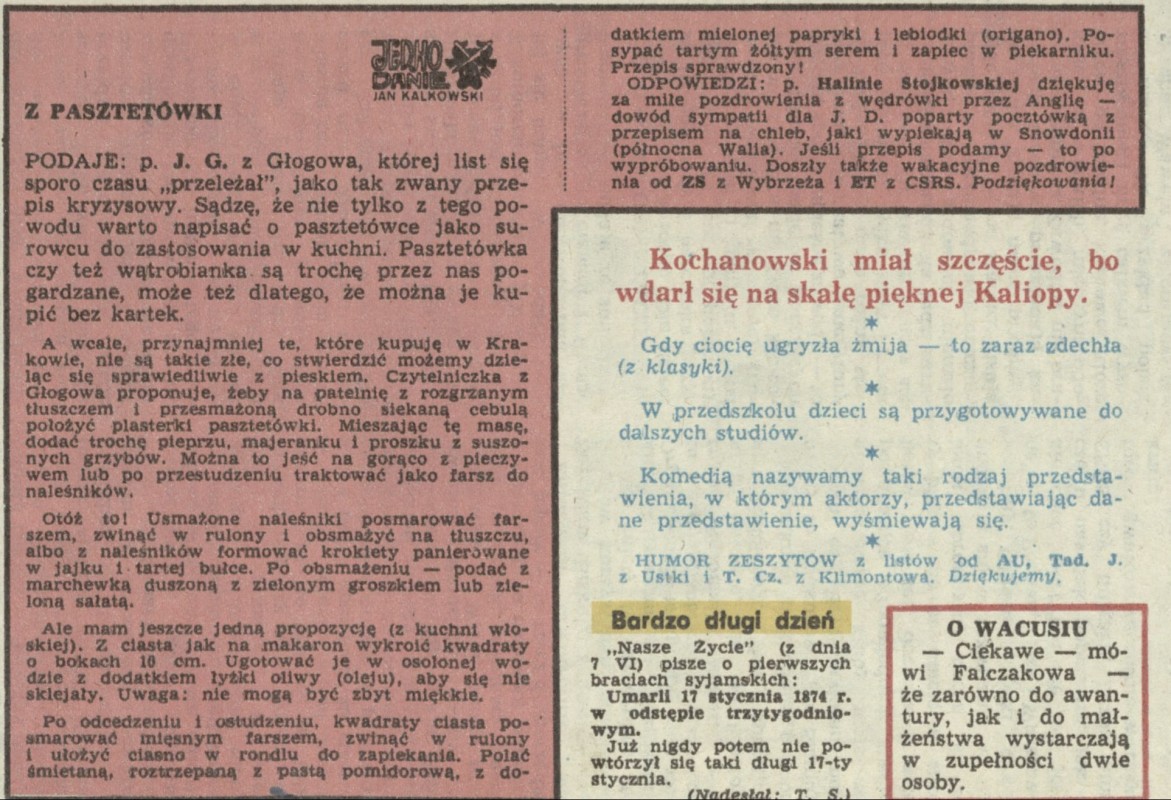 JEDNO
DANIE
JAN KALKOWSKI
Z PASZTETÓWKI
PODAJE: p. J. G. z Głogowa, której list się
sporo czasu „przeleżał”, jako tak zwany prze-
pis kryzysowy. Sądzę, że nie tylko z tego po-
wodu warto napisać o pasztetówce jako su-
rowcu do zastosowania w kuchni. Pasztetówka
czy też wątrobianka są trochę przez nas po-
gardzane, może też dlatego, że można je ku-
pić bez kartek.
A wcale, przynajmniej te, które kupuję w Kra-
kowie, nie są takie złe, co stwierdzić możemy dzie-
ląc się sprawiedliwie z pieskiem. Czytelniczka z
Głogowa proponuje, żeby na patelnię z rozgrzanym
tłuszczem i przesmażoną drobno siekaną cebulą
położyć plasterki pasztetówki. Mieszając tę masę,
dodać trochę pieprzu, majeranku i proszku z suszo-
nych grzybów. Można to jeść na gorąco z pieczy-
wem lub po przestudzeniu traktować jako farsz do
naleśników.
Otóż to! Usmażone naleśniki posmarować far-
szem, zwinąć w rulony i obsmażyć na tłuszczu,
albo z naleśników formować krokiety panierowane
w jajku i tartej bułce. Po obsmażeniu — podać z
marchewką duszoną z zielonym groszkiem lub zie-
loną sałatą.
Ale mam jeszcze jedną propozycję (z kuchni wło-
skiej). Z ciasta jak na makaron wykroić kwadraty
o bokach 10 cm. Ugotować je w osolonej wo-
dzie z dodatkiem łyżki oliwy (oleju), aby się nie
sklejały. Uwaga: nie mogą być zbyt miękkie.
Po odcedzeniu i ostudzeniu, kwadraty ciasta po-
smarować mięsnym farszem, zwinąć w rulony
i ułożyć ciasno w rondlu do zapiekania. Polać
śmietaną, roztrzepaną z pastą pomidorową, z do-
datkiem mielonej papryki i lebiodki (origano). Po-
sypać tartym żółtym serem i zapiec w piekarniku.
Przepis sprawdzony!
ODPOWIEDZI: p. Halinie Stojkowskiej dziękuję
za miłe pozdrowienia z wędrówki przez Anglię —
dowód sympatii dla J. D. poparty pocztówką z
przepisem na chleb, jaki wypiekają w Snowdonii
(północna Walia). Jeśli przepis podamy — to po
wypróbowaniu. Doszły także wakacyjne pozdrowie-
nia od ZS z Wybrzeża i ET z CSRS. Podziękowania!
Kochanowski miał szczęście, bo
wdarł się na skałę pięknej Kaliopy.
Gdy ciocię ugryzła żmija — to zaraz zdechła
(z klasyki).
W przedszkolu dzieci są przygotowywane do
dalszych studiów.
Komedią nazywamy taki rodzaj przedsta-
wienia, w którym aktorzy, przedstawiając da-
ne przedstawienie, wyśmiewają się.
HUMOR ZESZYTÓW z listów od AU, Tad. J.
z Ustki i T. Cz. z Klimontowa. Dziękujemy.
Bardzo długi dzień
„Nasze Życie” (z dnia
7 VI) pisze o pierwszych
braciach syjamskich:
Umarli 17 stycznia 1874 r.
w odstępie trzytygodnio-
wym.
Już nigdy potem nie po-
wtórzył się taki długi 17-ty
stycznia.
(Nadesłał: T. S.)
O WACUSIU
— Ciekawe — mó-
wi Falczakowa —
że zarówno do awan-
tury, jak i do mał-
żeństwa wystarczają
w zupełności dwie
osoby.